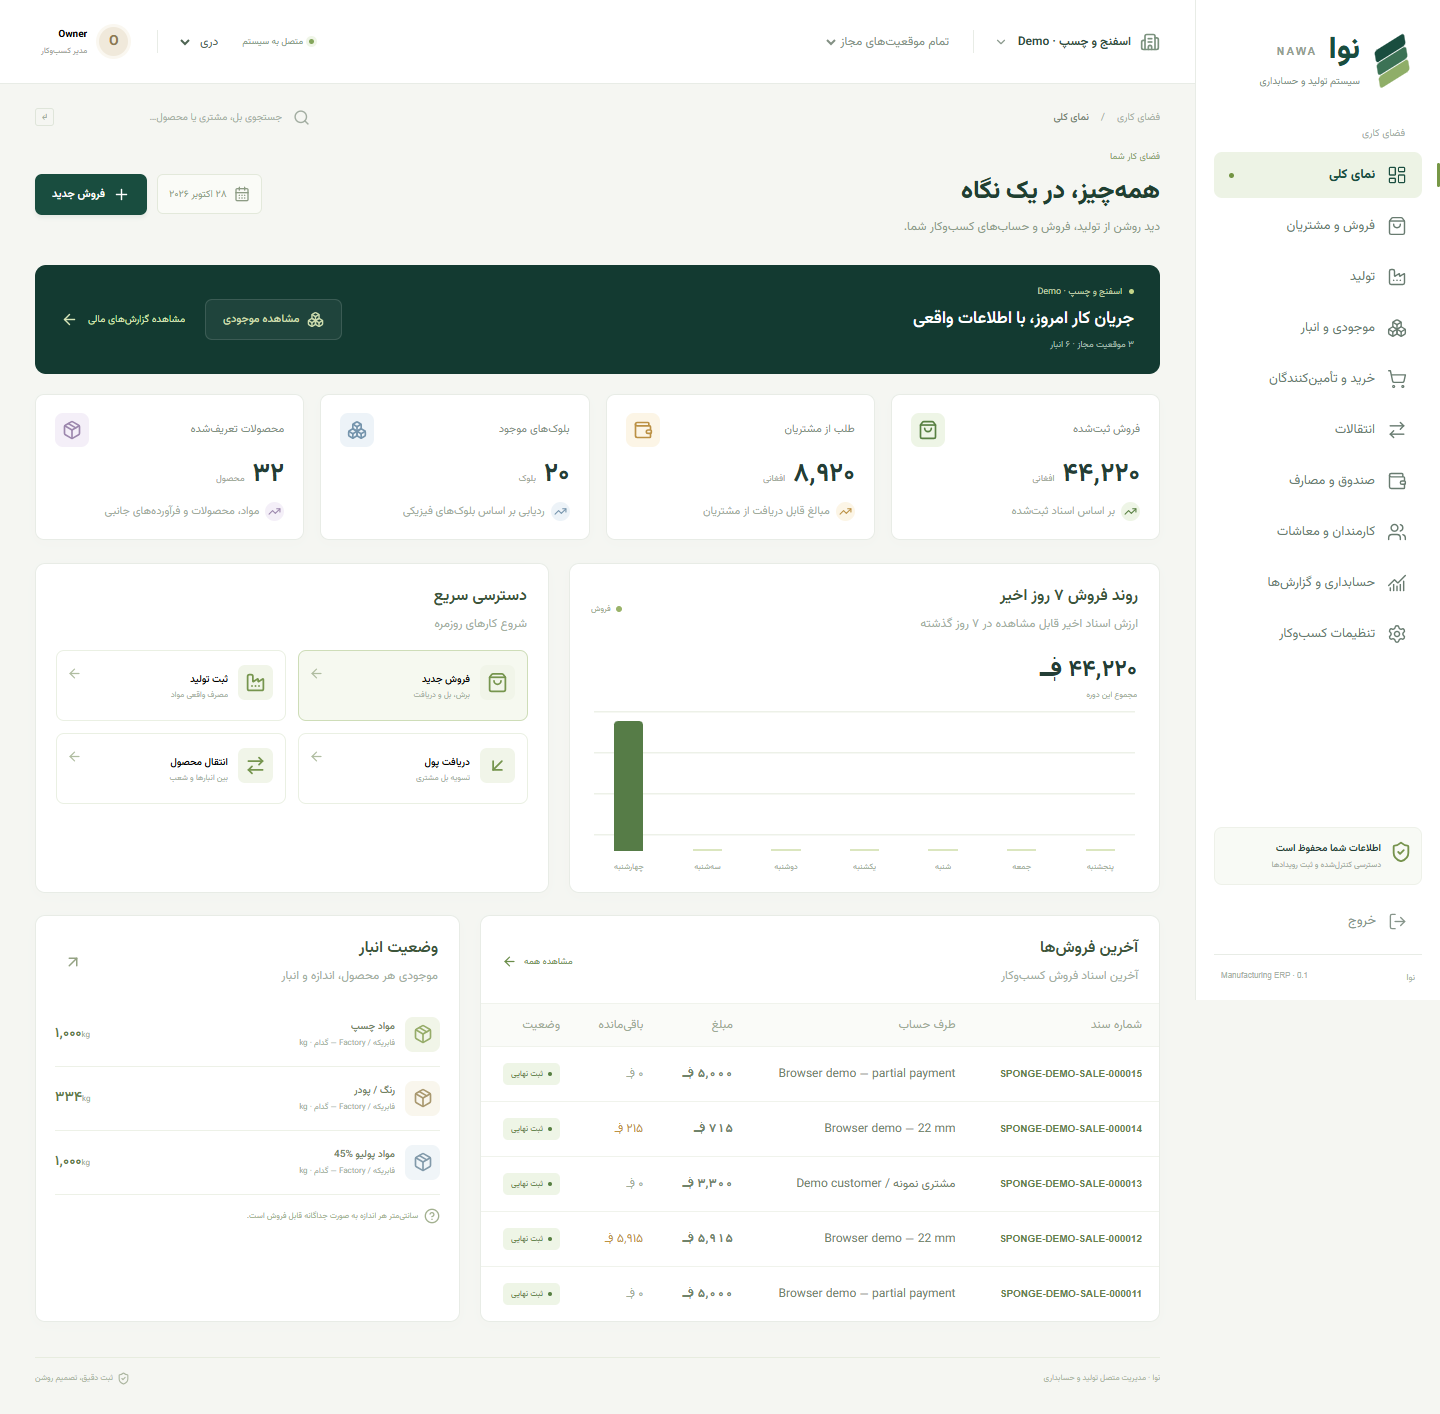 نوا NAWA
سیستم تولید و حسابداری
فضای کاری
نمای کلی
فروش و مشتریان
تولید
موجودی و انبار
خرید و تأمین‌کنندگان
انتقالات
صندوق و مصارف
کارمندان و معاشات
حسابداری و گزارش‌ها
تنظیمات کسب‌وکار
اطلاعات شما محفوظ است
دسترسی کنترل‌شده و ثبت رویدادها
خروج
نوا
Manufacturing ERP · 0.1
اسفنج و چسپ · Demo
تمام موقعیت‌های مجاز
متصل به سیستم
دری
O
Owner
مدیر کسب‌وکار
فضای کاری / نمای کلی
جستجوی بل، مشتری یا محصول...
فضای کار شما
همه‌چیز، در یک نگاه
دید روشن از تولید، فروش و حساب‌های کسب‌وکار شما.
۲۸ اکتوبر ۲۰۲۶
فروش جدید
اسفنج و چسپ · Demo
جریان کار امروز، با اطلاعات واقعی
۳ موقعیت مجاز · ۶ انبار
مشاهده موجودی
مشاهده گزارش‌های مالی
فروش ثبت‌شده
۴۴,۲۲۰ افغانی
بر اساس اسناد ثبت‌شده
طلب از مشتریان
۸,۹۲۰ افغانی
مبالغ قابل دریافت از مشتریان
بلوک‌های موجود
۲۰ بلوک
ردیابی بر اساس بلوک‌های فیزیکی
محصولات تعریف‌شده
۳۲ محصول
مواد، محصولات و فرآورده‌های جانبی
روند فروش ۷ روز اخیر
ارزش اسناد اخیر قابل مشاهده در ۷ روز گذشته
فروش
۴۴,۲۲۰ ؋
مجموع این دوره
پنجشنبه جمعه شنبه یکشنبه دوشنبه سه‌شنبه چهارشنبه
دسترسی سریع
شروع کارهای روزمره
فروش جدید
برش، بل و دریافت
ثبت تولید
مصرف واقعی مواد
دریافت پول
تسویه بل مشتری
انتقال محصول
بین انبارها و شعب
آخرین فروش‌ها
آخرین اسناد فروش کسب‌وکار
مشاهده همه
شماره سند طرف حساب مبلغ باقی‌مانده وضعیت
SPONGE-DEMO-SALE-000015 Browser demo — partial payment ۵,۰۰۰ ؋ ۰ ؋ ثبت نهایی
SPONGE-DEMO-SALE-000014 Browser demo — 22 mm ۷۱۵ ؋ ۲۱۵ ؋ ثبت نهایی
SPONGE-DEMO-SALE-000013 مشتری نمونه / Demo customer ۳,۳۰۰ ؋ ۰ ؋ ثبت نهایی
SPONGE-DEMO-SALE-000012 Browser demo — 22 mm ۵,۹۱۵ ؋ ۵,۹۱۵ ؋ ثبت نهایی
SPONGE-DEMO-SALE-000011 Browser demo — partial payment ۵,۰۰۰ ؋ ۰ ؋ ثبت نهایی
وضعیت انبار
موجودی هر محصول، اندازه و انبار
مواد چسپ
فابریکه / Factory — گدام · kg
۱,۰۰۰ kg
رنگ / پودر
فابریکه / Factory — گدام · kg
۳۳۴ kg
مواد پولیو 45%
فابریکه / Factory — گدام · kg
۱,۰۰۰ kg
سانتی‌متر هر اندازه به صورت جداگانه قابل فروش است.
نوا · مدیریت متصل تولید و حسابداری
ثبت دقیق، تصمیم روشن